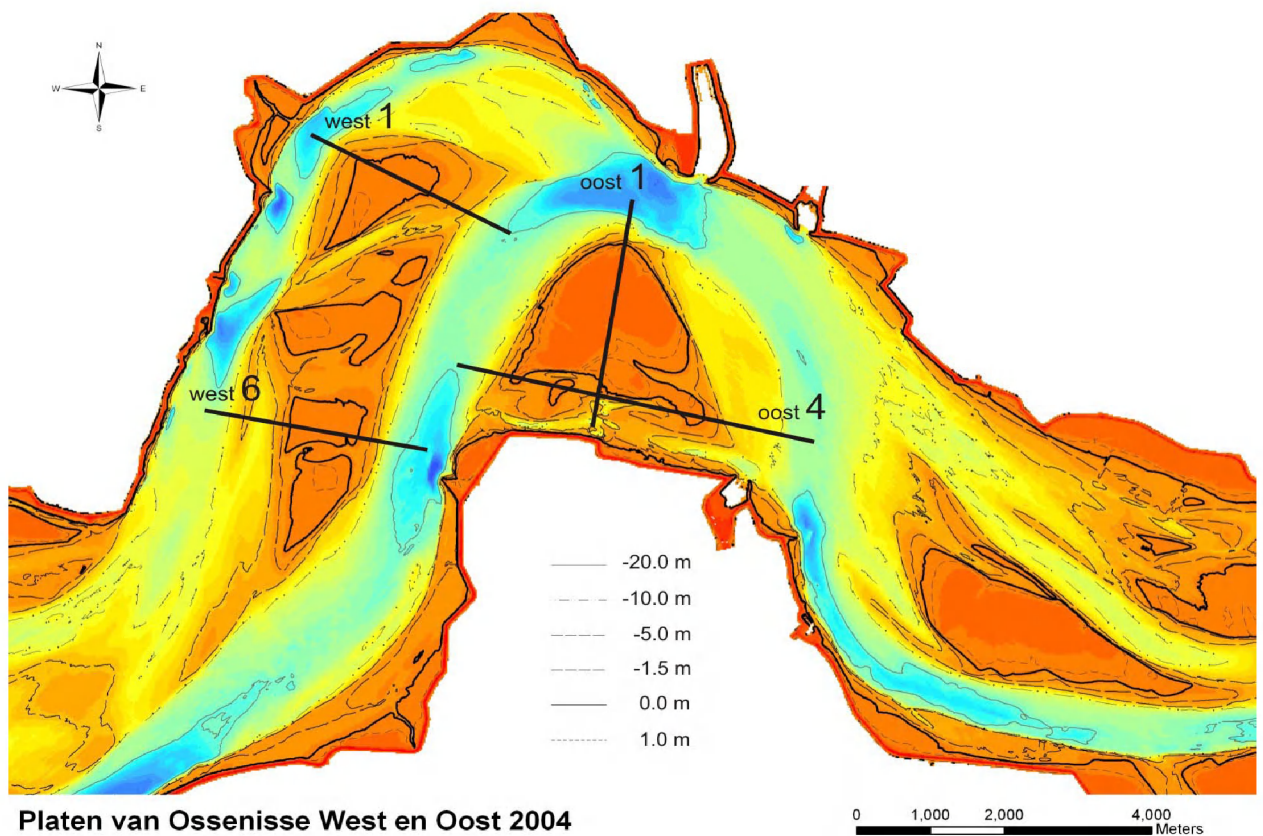 N
W E
S
west 1
oost 1
west 6
oost 4
-20.0 m
-10.0 m
-5.0 m
-1.5 m
0.0 m
1.0 m
Platen van Ossenisse West en Oost 2004
0 1,000 2,000 4,000
Meters